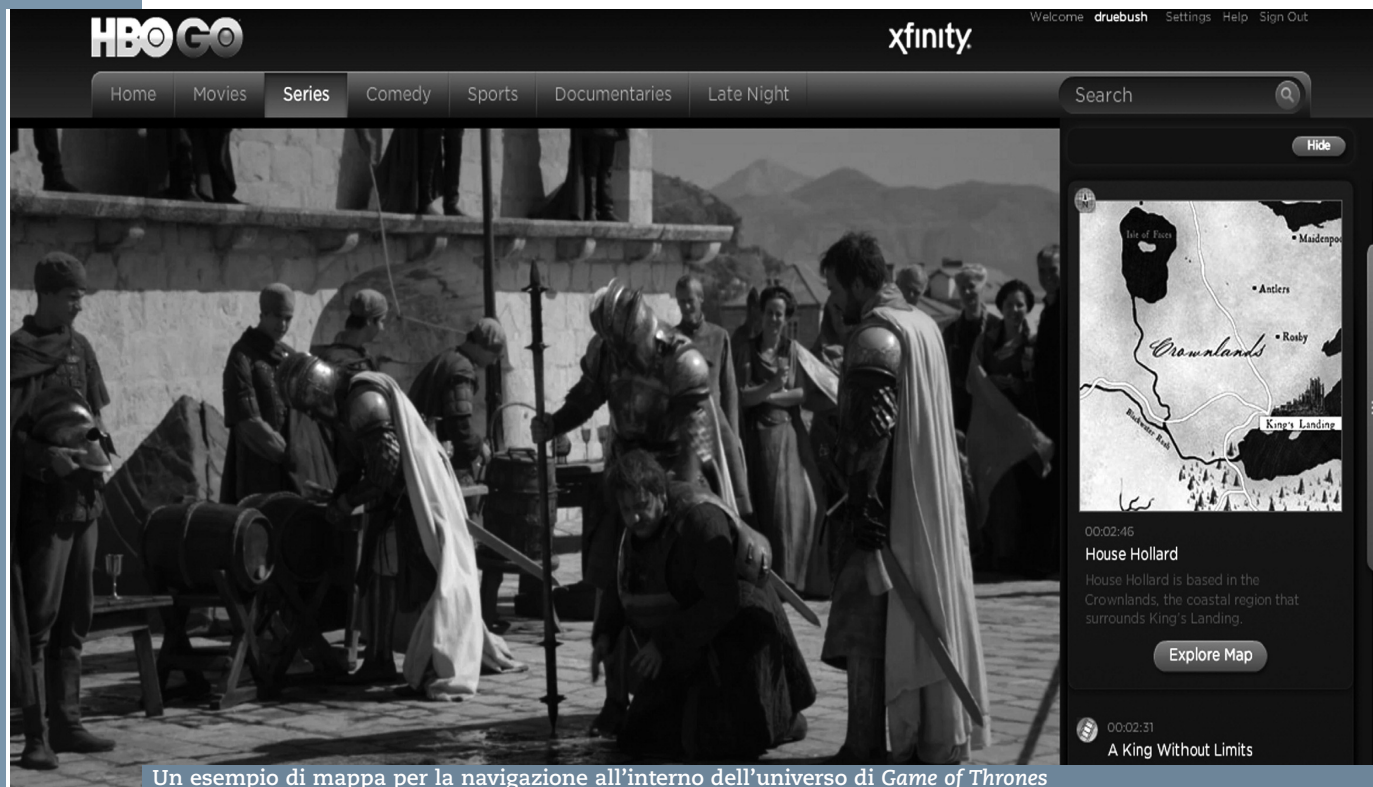 HBO GO
xfinity
Welcome druebush Settings Help Sign Out
Home Movies Series Comedy Sports Documentaries Late Night
Search
Hide
N
Isle of Faces
Antlers
Crownlands
Rosby
King's Landing
Blackwater Rush
00:02:46
House Hollard
House Hollard is based in the
Crownlands, the coastal region that
surrounds King's Landing.
Explore Map
00:02:31
A King Without Limits
Un esempio di mappa per la navigazione all'interno dell'universo di Game of Thrones